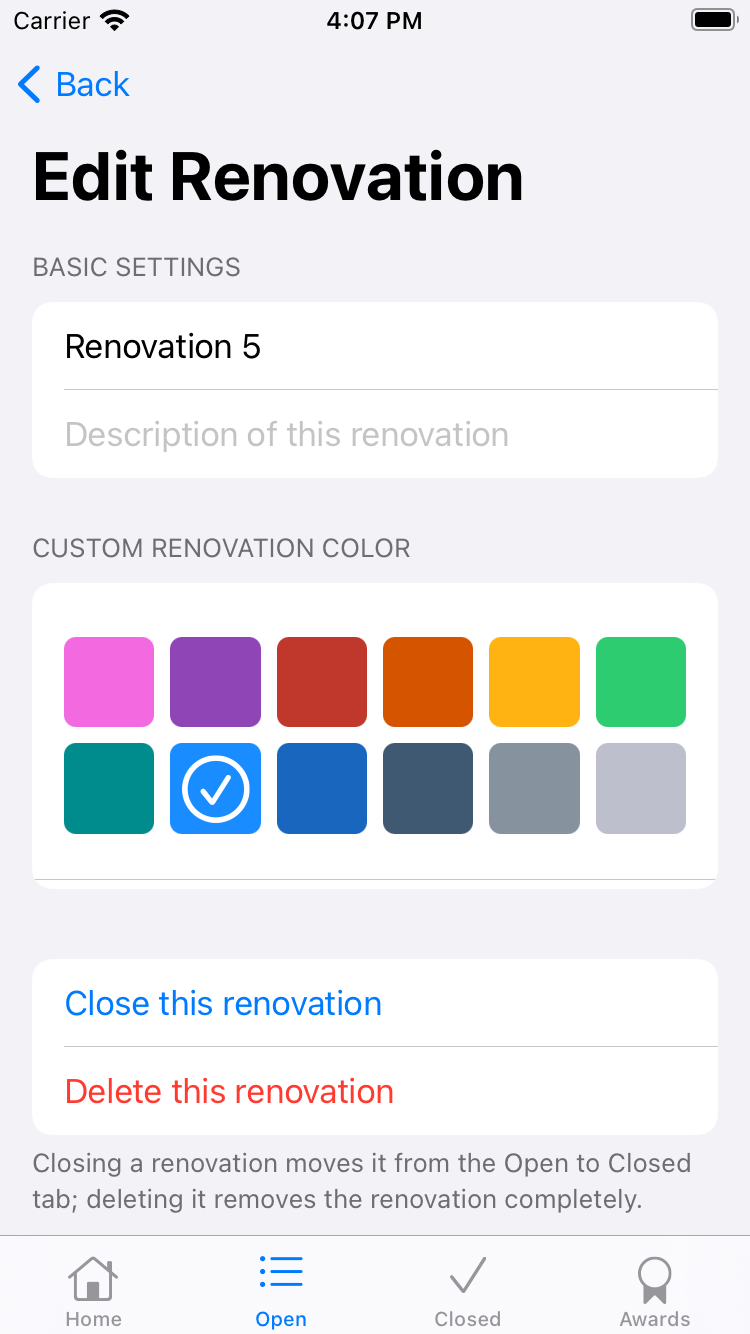 Carrier 4:07 PM
Back
Edit Renovation
BASIC SETTINGS
Renovation 5
Description of this renovation
CUSTOM RENOVATION COLOR
Close this renovation
Delete this renovation
Closing a renovation moves it from the Open to Closed
tab; deleting it removes the renovation completely.
Home Open Closed Awards